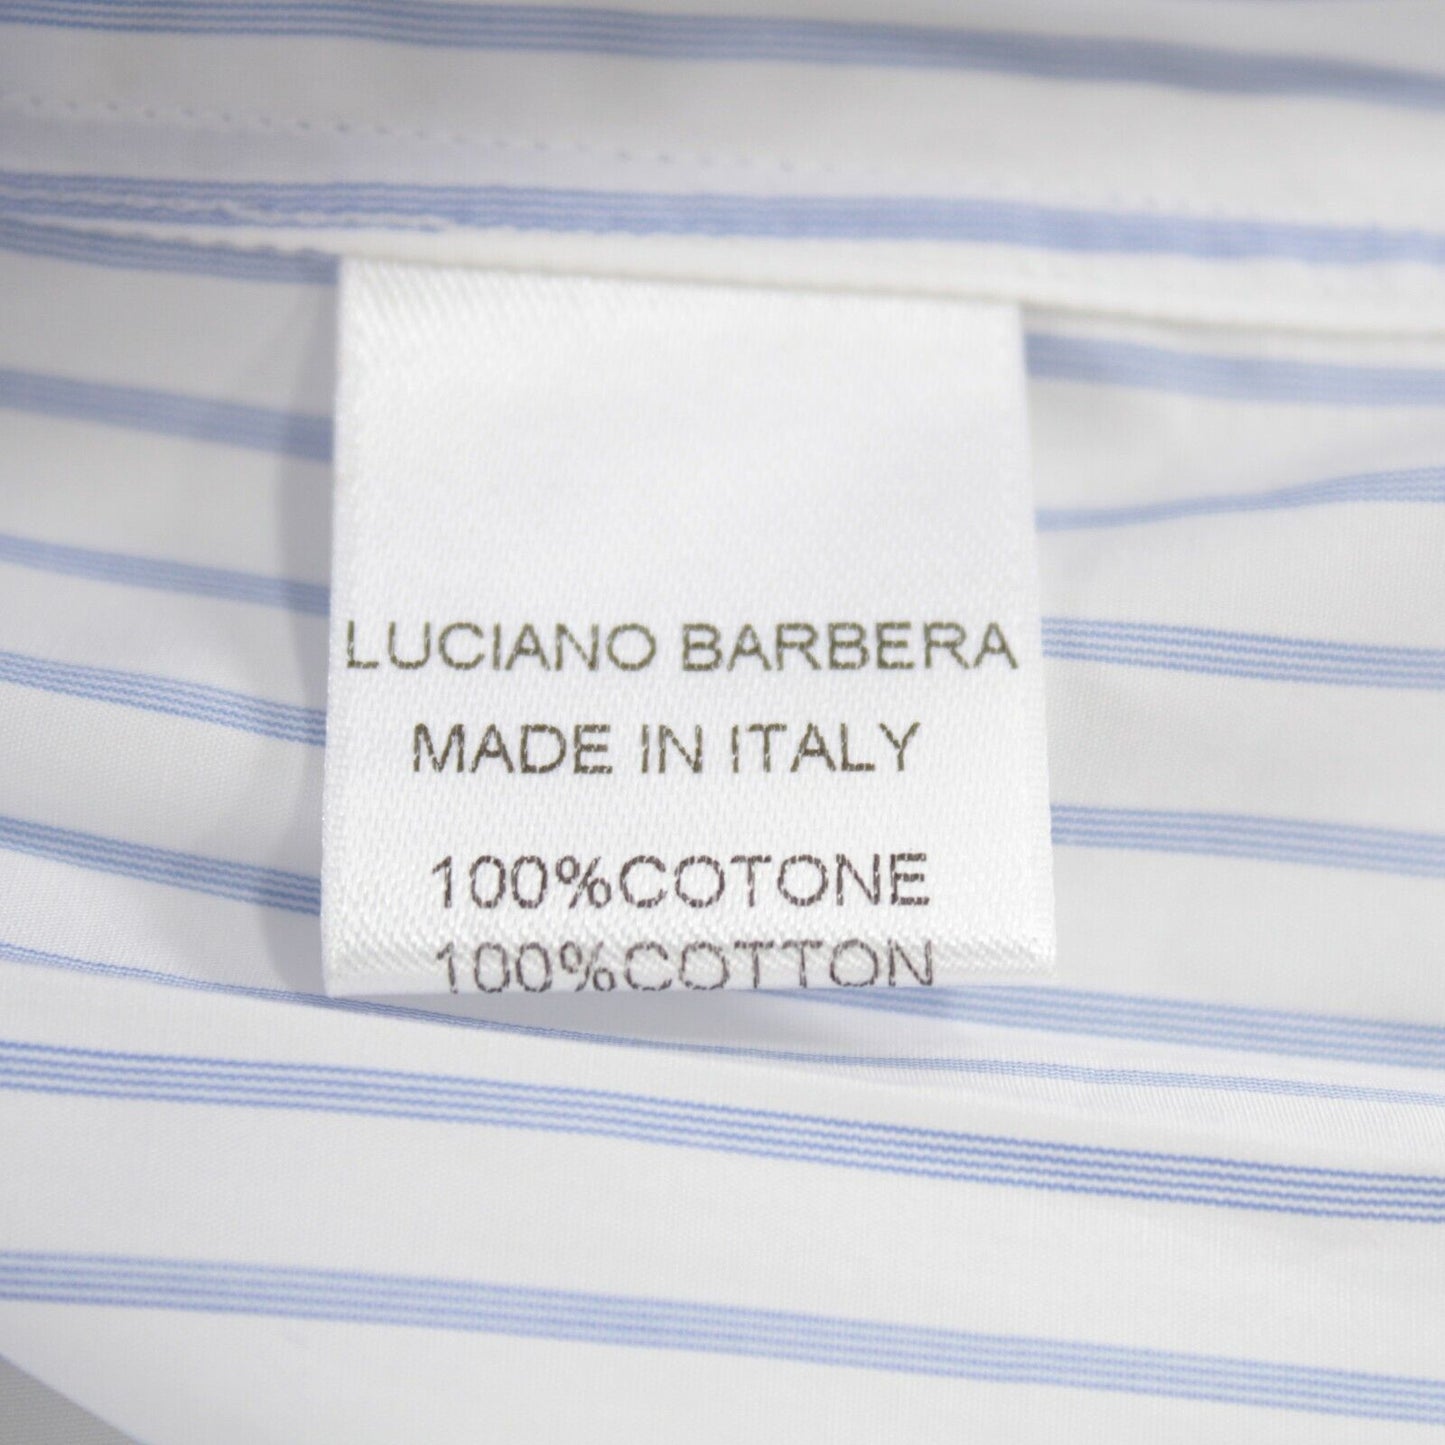 LUCIANO BARBERA
MADE IN ITALY
100%COTONE
100%COTTON